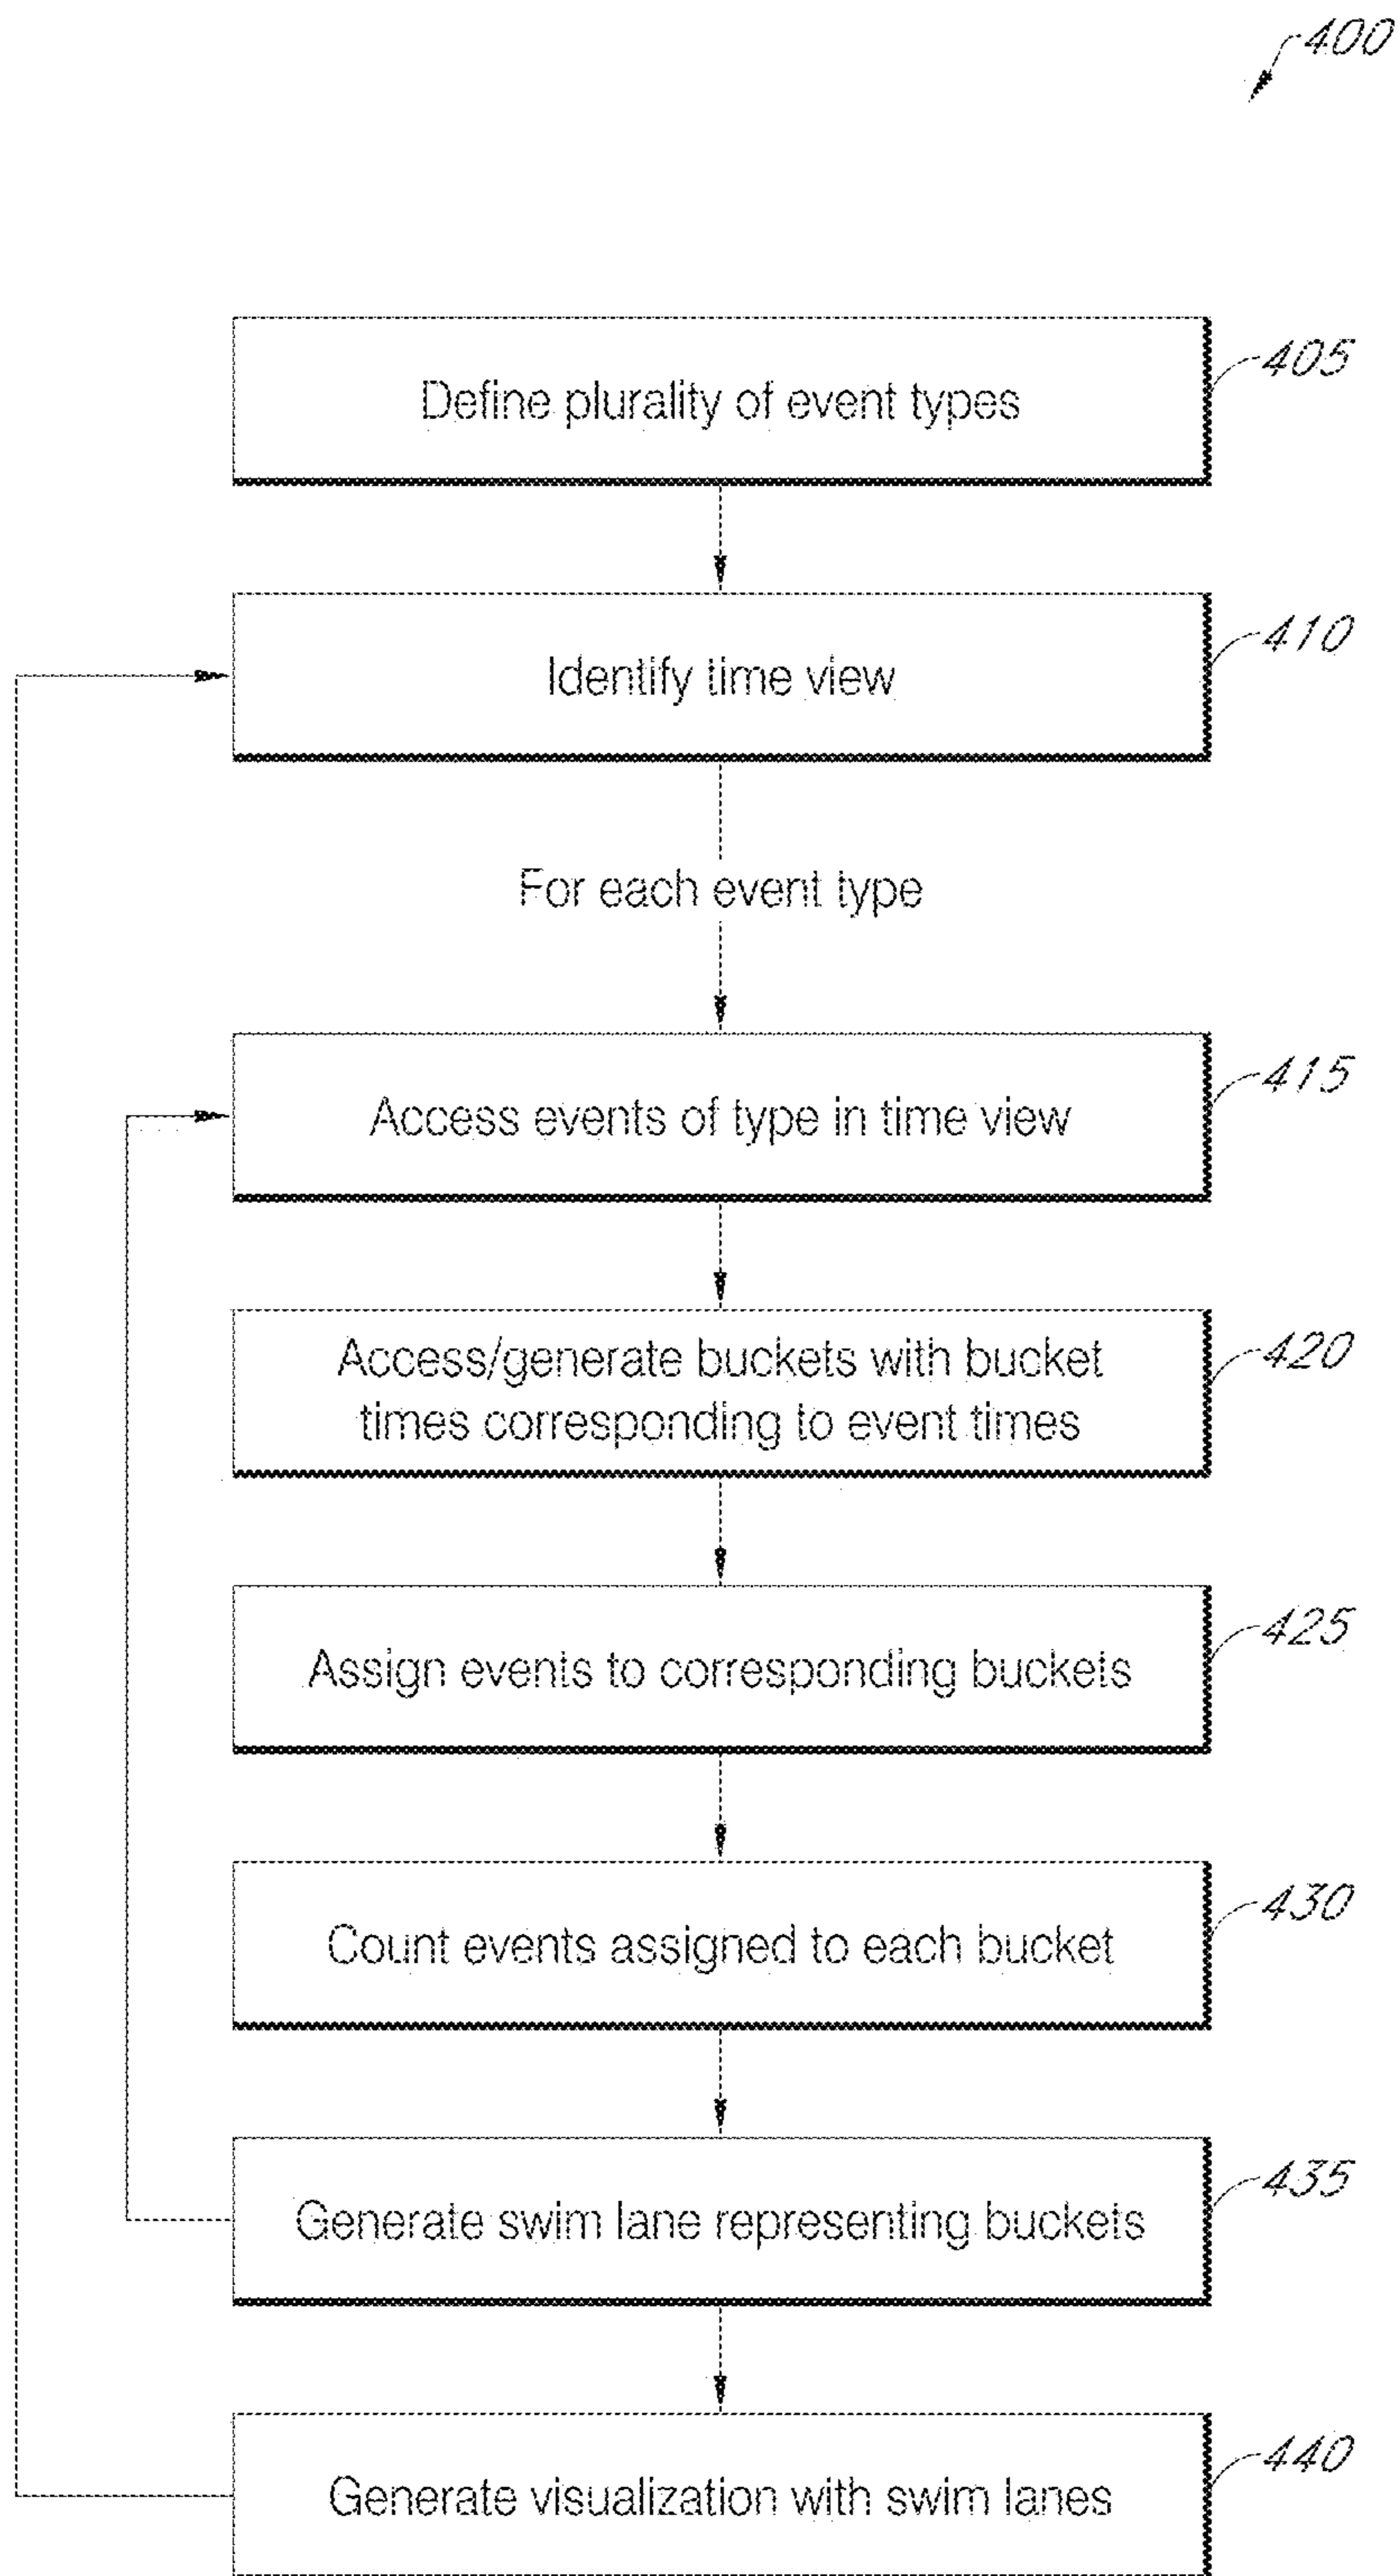 400
Define plurality of event types
405
Identify time view
410
For each event type
Access events of type in time view
415
Access/generate buckets with bucket
times corresponding to event times
420
Assign events to corresponding buckets
425
Count events assigned to each bucket
430
Generate swim lane representing buckets
435
Generate visualization with swim lanes
440